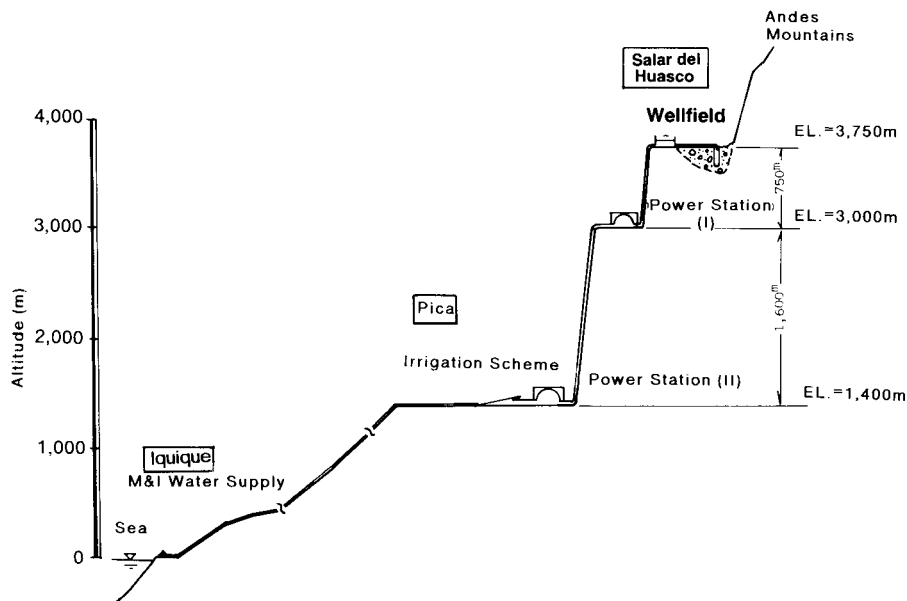 Andes
Mountains
Salar del
Huasco
Wellfield
4,000
EL.=3,750m
750m
Power Station
(I)
EL.=3,000m
3,000
1,600m
Pica
2,000
Altitude (m)
Irrigation Scheme
Power Station (II)
EL.=1,400m
1,000
Iquique
M&I Water Supply
Sea
0